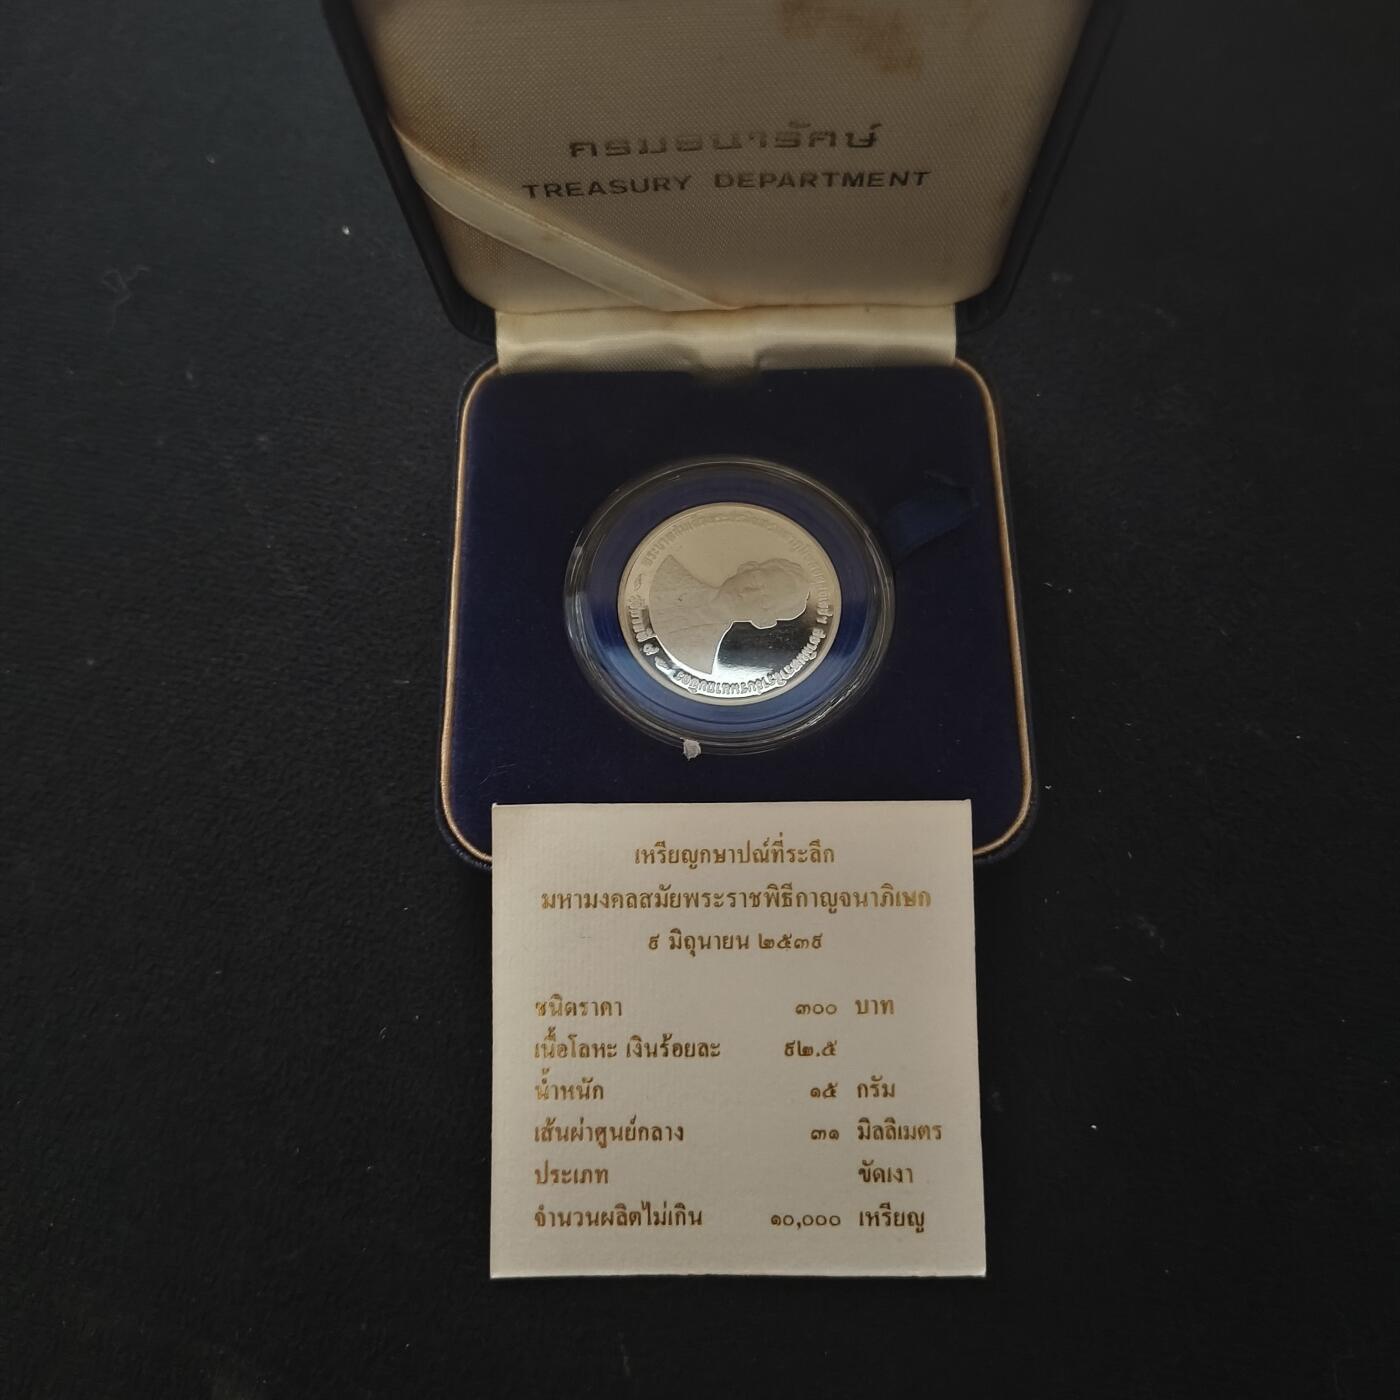 กรมธนารักษ์
TREASURY DEPARTMENT
เหรียญกษาปณ์ที่ระลึก
มหามงคลสมัยพระราชพิธีกาญจนาภิเษก
๙ มิถุนายน ๒๕๓๙
ชนิดราคา ๓๐๐ บาท
เนื้อโลหะ เงินร้อยละ ๙๒.๕
น้ำหนัก ๑๕ กรัม
เส้นผ่าศูนย์กลาง ๓๑ มิลลิเมตร
ประเภท ขัดเงา
จำนวนผลิตไม่เกิน ๑๐,๐๐๐ เหรียญ